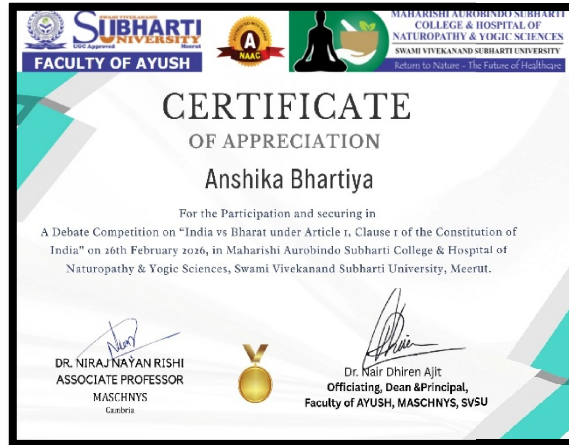 SWAMI VIVEKANAND
SUBHARTI
UNIVERSITY
UGC Approved Meerut
FACULTY OF AYUSH
A
NAAC
MAHARISHI AUROBINDO SUBHARTI
COLLEGE & HOSPITAL OF
NATUROPATHY & YOGIC SCIENCES
SWAMI VIVEKANAND SUBHARTI UNIVERSITY
Return to Nature - The Future of Healthcare
CERTIFICATE
OF APPRECIATION
Anshika Bhartiya
For the Participation and securing in
A Debate Competition on "India vs Bharat under Article 1, Clause 1 of the Constitution of
India" on 26th February 2026, in Maharishi Aurobindo Subharti College & Hospital of
Naturopathy & Yogic Sciences, Swami Vivekanand Subharti University, Meerut.
DR. NIRAJ NAYAN RISHI
ASSOCIATE PROFESSOR
MASCHNYS
Cambria
Dr. Nair Dhiren Ajit
Officiating, Dean &Principal,
Faculty of AYUSH, MASCHNYS, SVSU